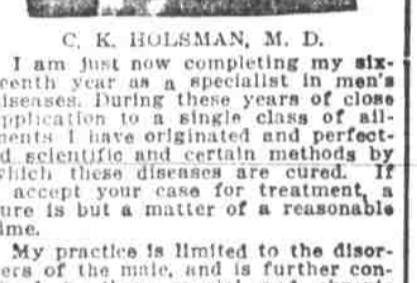 C. K. HOLSMAN, M. D.
I am just now completing my six-
eenth year as a specialist in men's
iseases. During these years of close
pplication to a single class of ail-
ments I have originated and perfect-
d scientific and certain methods by
which these diseases are cured. If
accept your case for treatment, a
ure is but a matter of a reasonable
ime.
My practice is limited to the disor-
ers of the male, and is further con-